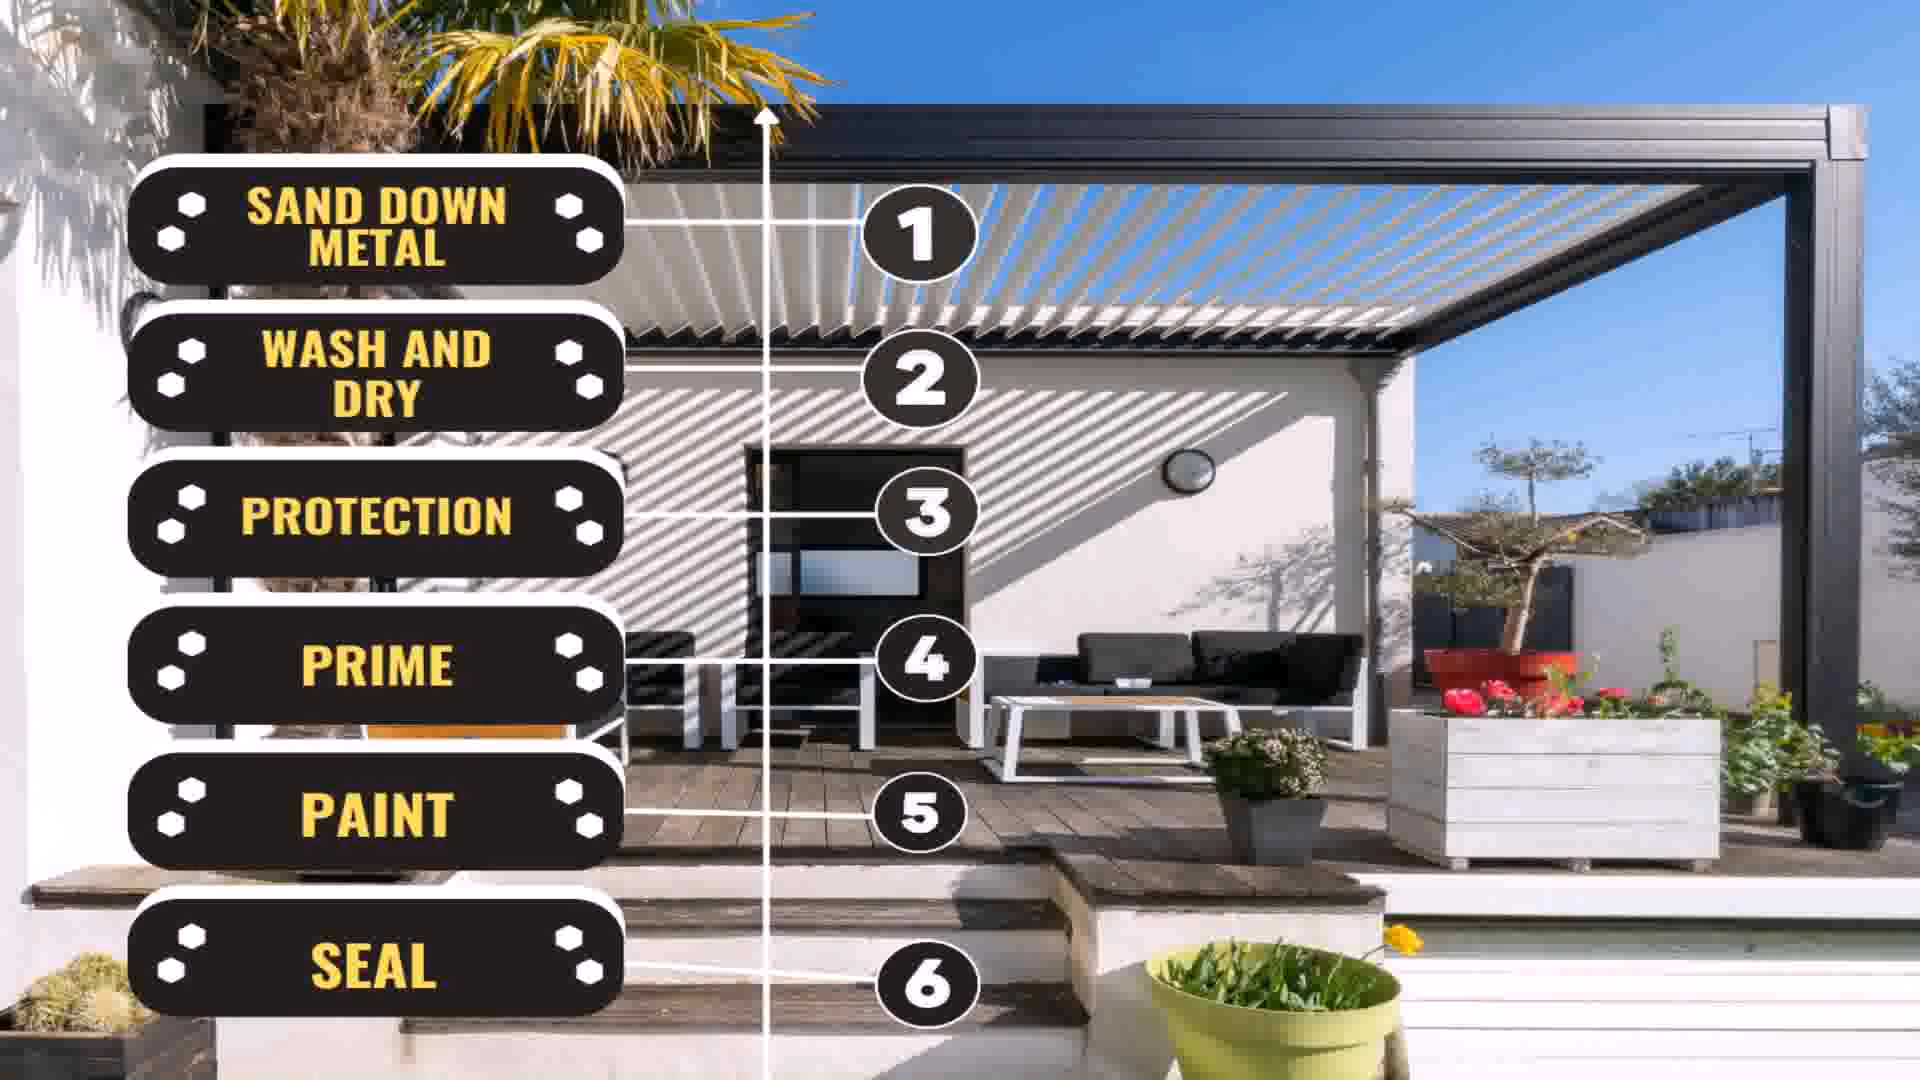 SAND DOWN
METAL
1
WASH AND
DRY
2
PROTECTION
3
PRIME
4
PAINT
5
SEAL
6